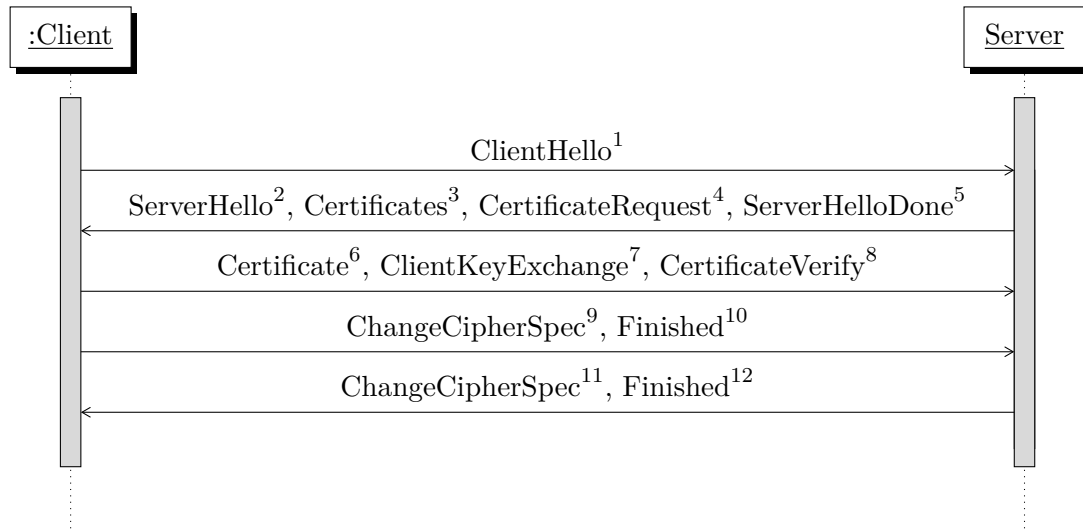 :Client
Server
ClientHello¹
ServerHello², Certificates³, CertificateRequest⁴, ServerHelloDone⁵
Certificate⁶, ClientKeyExchange⁷, CertificateVerify⁸
ChangeCipherSpec⁹, Finished¹⁰
ChangeCipherSpec¹¹, Finished¹²